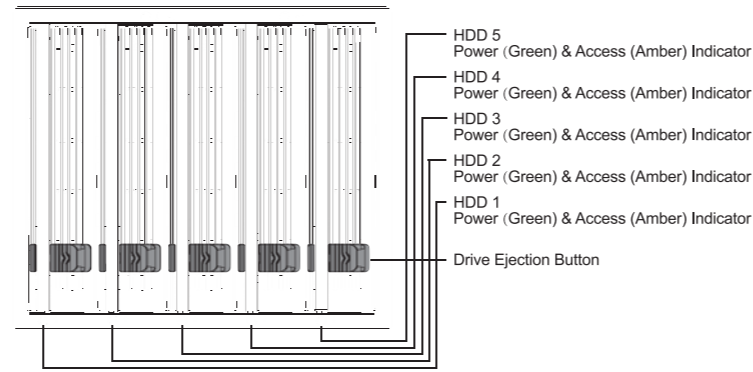 HDD 5
Power (Green) & Access (Amber) Indicator
HDD 4
Power (Green) & Access (Amber) Indicator
HDD 3
Power (Green) & Access (Amber) Indicator
HDD 2
Power (Green) & Access (Amber) Indicator
HDD 1
Power (Green) & Access (Amber) Indicator
Drive Ejection Button